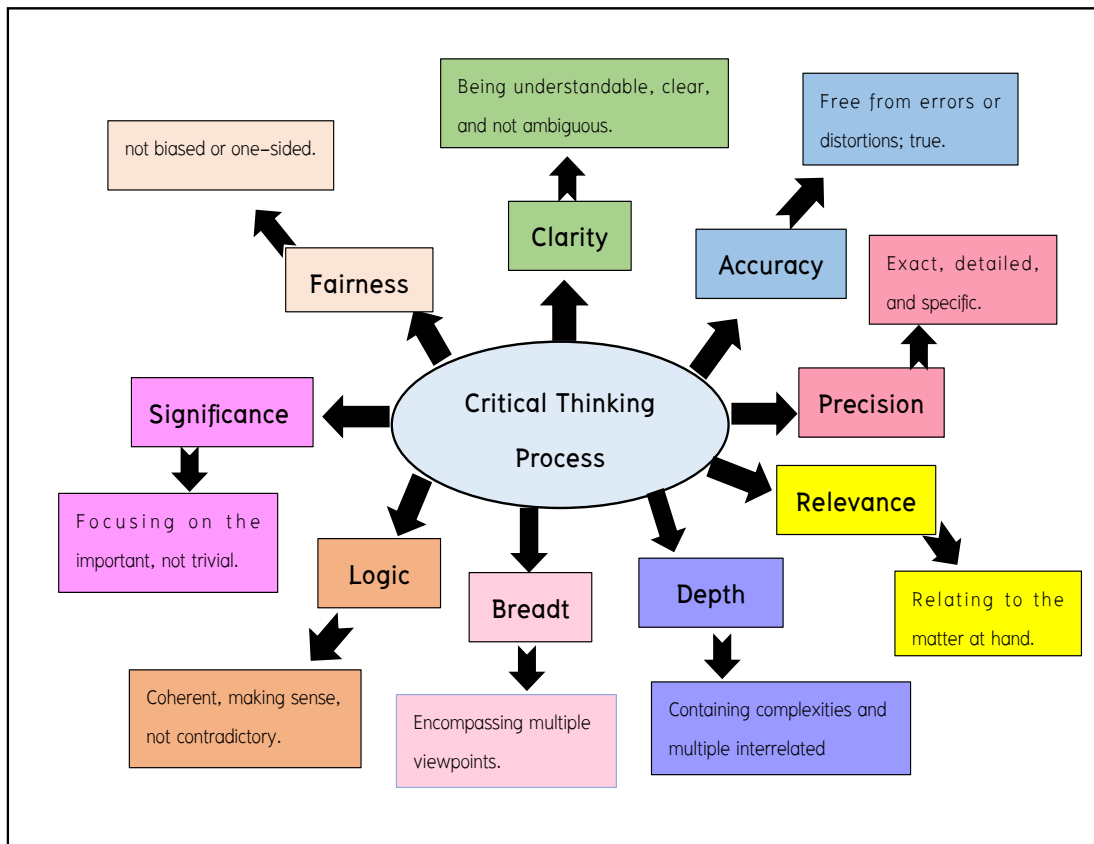 Being understandable, clear,
and not ambiguous.
Free from errors or
distortions; true.
not biased or one-sided.
Clarity
Accuracy
Exact, detailed,
and specific.
Fairness
Critical Thinking
Process
Precision
Significance
Relevance
Focusing on the
important, not trivial.
Logic
Breadt
Depth
Relating to the
matter at hand.
Coherent, making sense,
not contradictory.
Encompassing multiple
viewpoints.
Containing complexities and
multiple interrelated